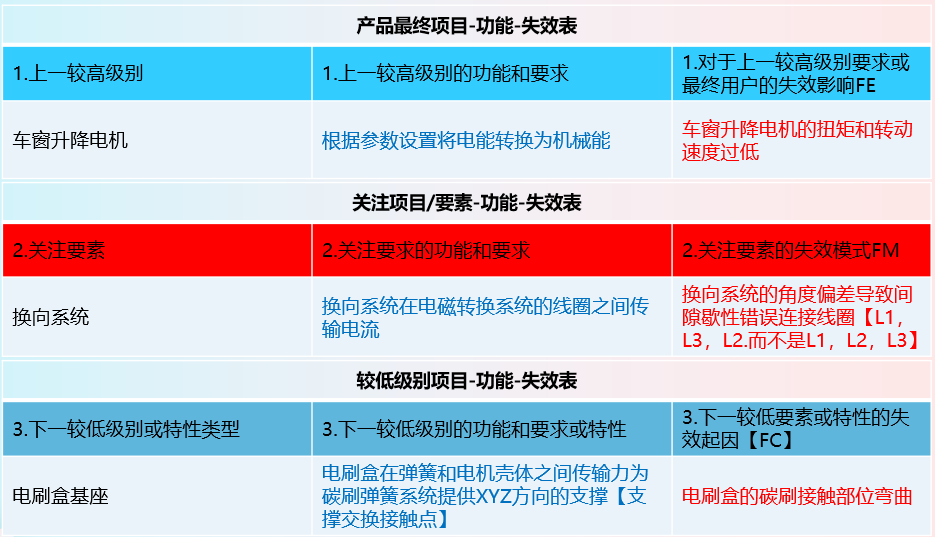 产品最终项目-功能-失效表
1.上一较高级别
1.上一较高级别的功能和要求
1.对于上一较高级别要求或
最终用户的失效影响FE
车窗升降电机
根据参数设置将电能转换为机械能
车窗升降电机的扭矩和转动
速度过低
关注项目/要素-功能-失效表
2.关注要素
2.关注要求的功能和要求
2.关注要素的失效模式FM
换向系统
换向系统在电磁转换系统的线圈之间传
输电流
换向系统的角度偏差导致间
隙歇性错误连接线圈【L1，
L3，L2.而不是L1，L2，L3】
较低级别项目-功能-失效表
3.下一较低级别或特性类型
3.下一较低级别的功能和要求或特性
3.下一较低要素或特性的失
效起因【FC】
电刷盒基座
电刷盒在弹簧和电机壳体之间传输力为
碳刷弹簧系统提供XYZ方向的支撑【支
撑交换接触点】
电刷盒的碳刷接触部位弯曲